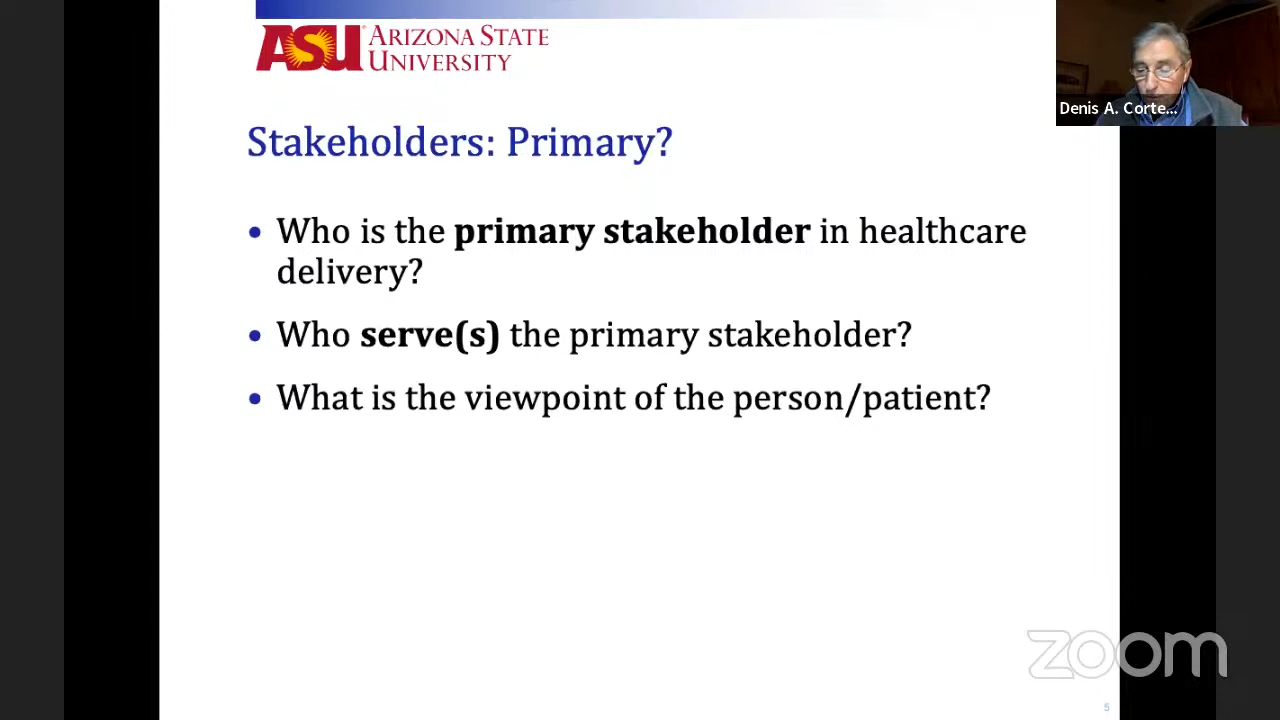 ASU ARIZONA STATE
UNIVERSITY
Denis A. Corte...
Stakeholders: Primary?
• Who is the primary stakeholder in healthcare
delivery?
• Who serve(s) the primary stakeholder?
• What is the viewpoint of the person/patient?
zoom
5